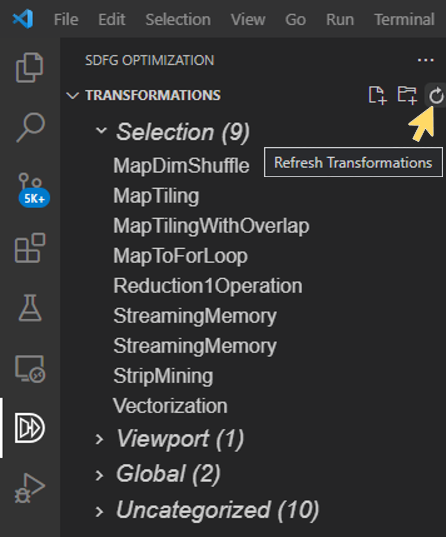 File Edit Selection View Go Run Terminal
SDFG OPTIMIZATION
TRANSFORMATIONS
Selection (9)
MapDimShuffle
Refresh Transformations
MapTiling
MapTilingWithOverlap
MapToForLoop
Reduction1Operation
StreamingMemory
StreamingMemory
StripMining
Vectorization
Viewport (1)
Global (2)
Uncategorized (10)
5K+